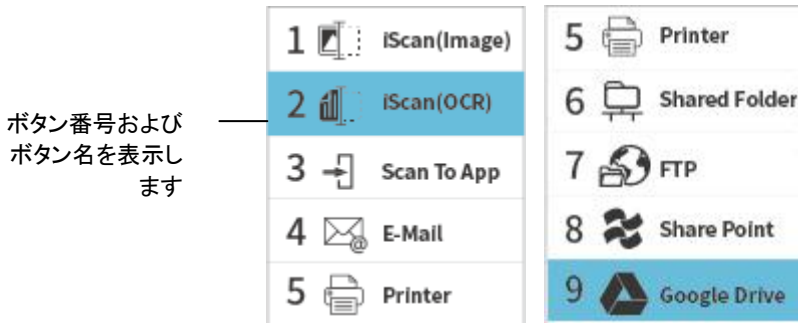 ボタン番号および
ボタン名を表示し
ます
1 iScan(Image)
2 iScan(OCR)
3 Scan To App
4 E-Mail
5 Printer
5 Printer
6 Shared Folder
7 FTP
8 Share Point
9 Google Drive